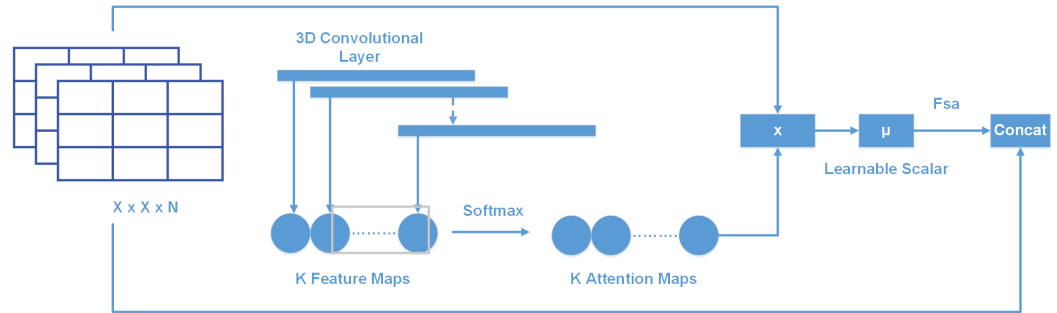 3D Convolutional
Layer
X x X x N
Softmax
K Feature Maps
K Attention Maps
x
μ
Fsa
Concat
Learnable Scalar